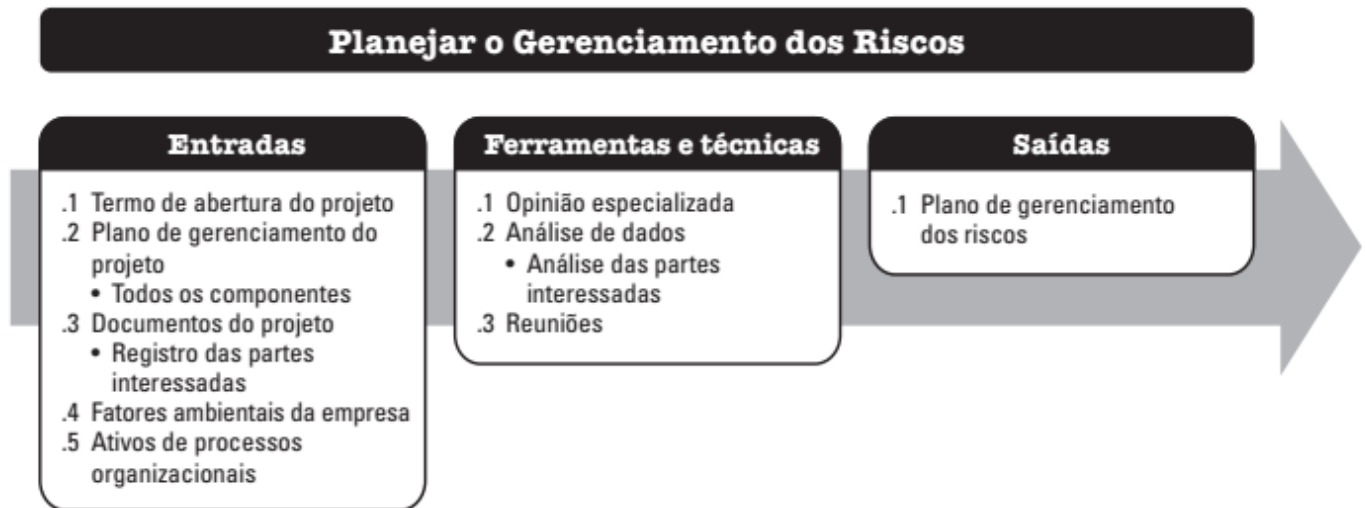 Planejar o Gerenciamento dos Riscos
Entradas
.1 Termo de abertura do projeto
.2 Plano de gerenciamento do
projeto
• Todos os componentes
.3 Documentos do projeto
• Registro das partes
interessadas
.4 Fatores ambientais da empresa
.5 Ativos de processos
organizacionais
Ferramentas e técnicas
.1 Opinião especializada
.2 Análise de dados
• Análise das partes
interessadas
.3 Reuniões
Saídas
.1 Plano de gerenciamento
dos riscos